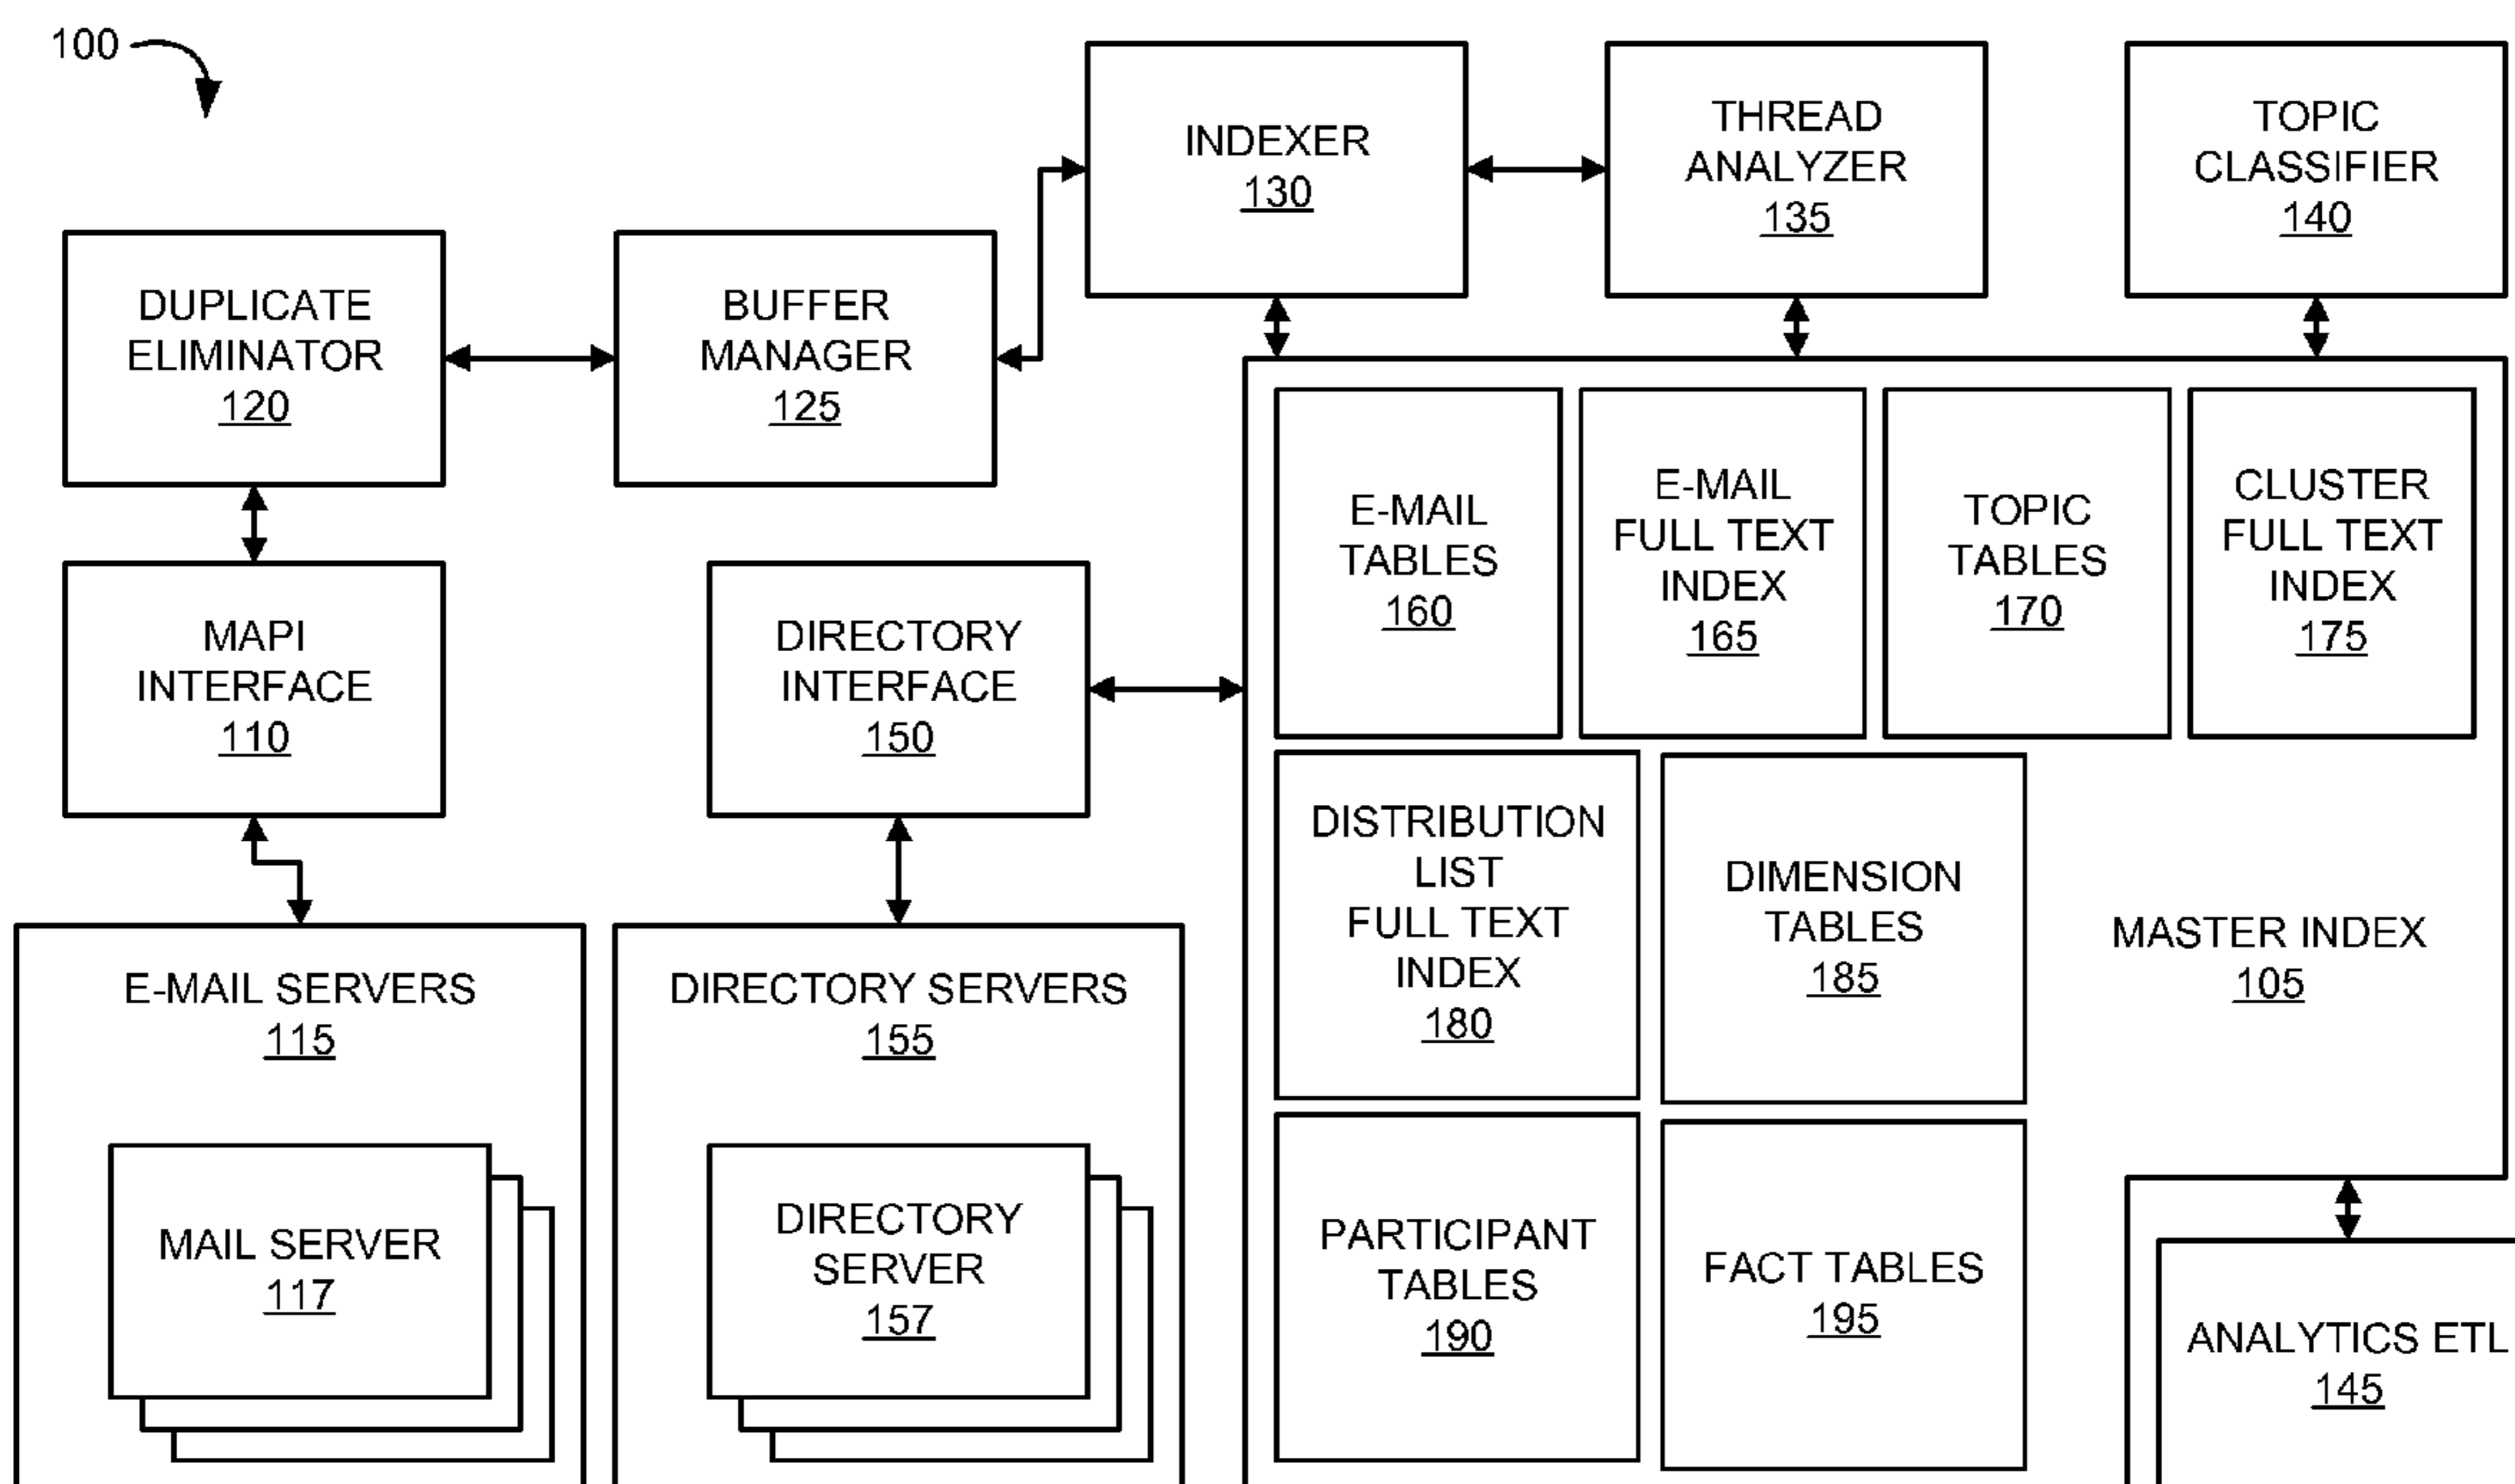 100
INDEXER
130
THREAD
ANALYZER
135
TOPIC
CLASSIFIER
140
DUPLICATE
ELIMINATOR
120
BUFFER
MANAGER
125
E-MAIL
TABLES
160
E-MAIL
FULL TEXT
INDEX
165
TOPIC
TABLES
170
CLUSTER
FULL TEXT
INDEX
175
MAPI
INTERFACE
110
DIRECTORY
INTERFACE
150
DISTRIBUTION
LIST
FULL TEXT
INDEX
180
DIMENSION
TABLES
185
MASTER INDEX
105
E-MAIL SERVERS
115
DIRECTORY SERVERS
155
MAIL SERVER
117
DIRECTORY
SERVER
157
PARTICIPANT
TABLES
190
FACT TABLES
195
ANALYTICS ETL
145